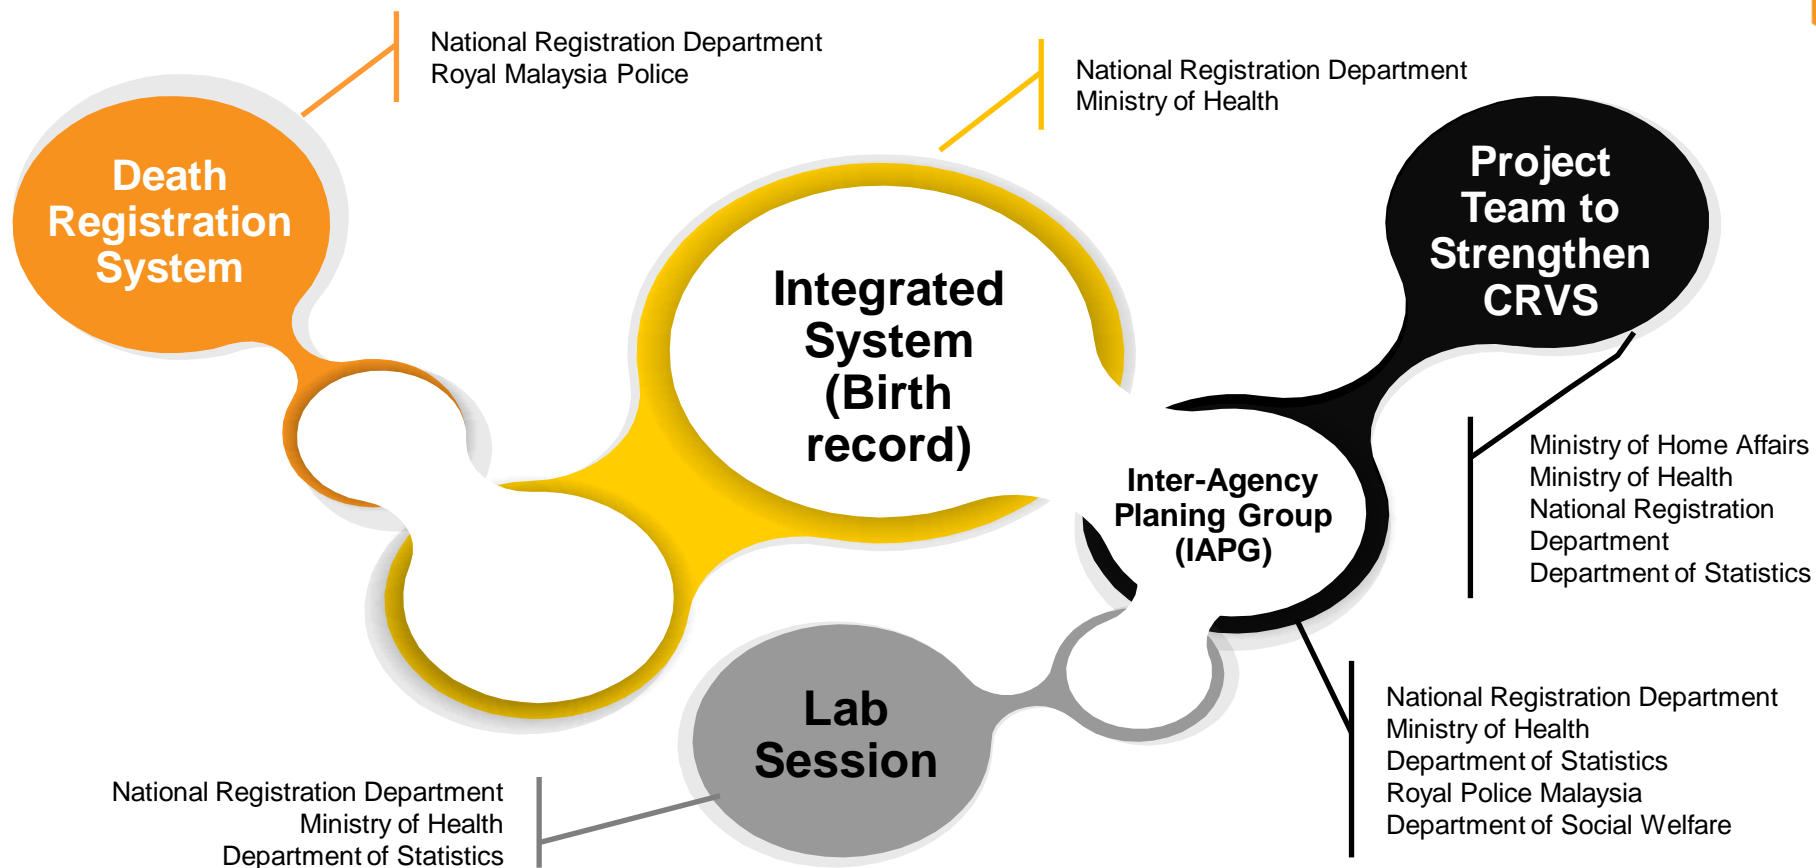 National Registration Department
Royal Malaysia Police
National Registration Department
Ministry of Health
Death
Registration
System
Integrated
System
(Birth
record)
Project
Team to
Strengthen
CRVS
Ministry of Home Affairs
Ministry of Health
National Registration
Department
Department of Statistics
Inter-Agency
Planing Group
(IAPG)
Lab
Session
National Registration Department
Ministry of Health
Department of Statistics
Royal Police Malaysia
Department of Social Welfare
National Registration Department
Ministry of Health
Department of Statistics